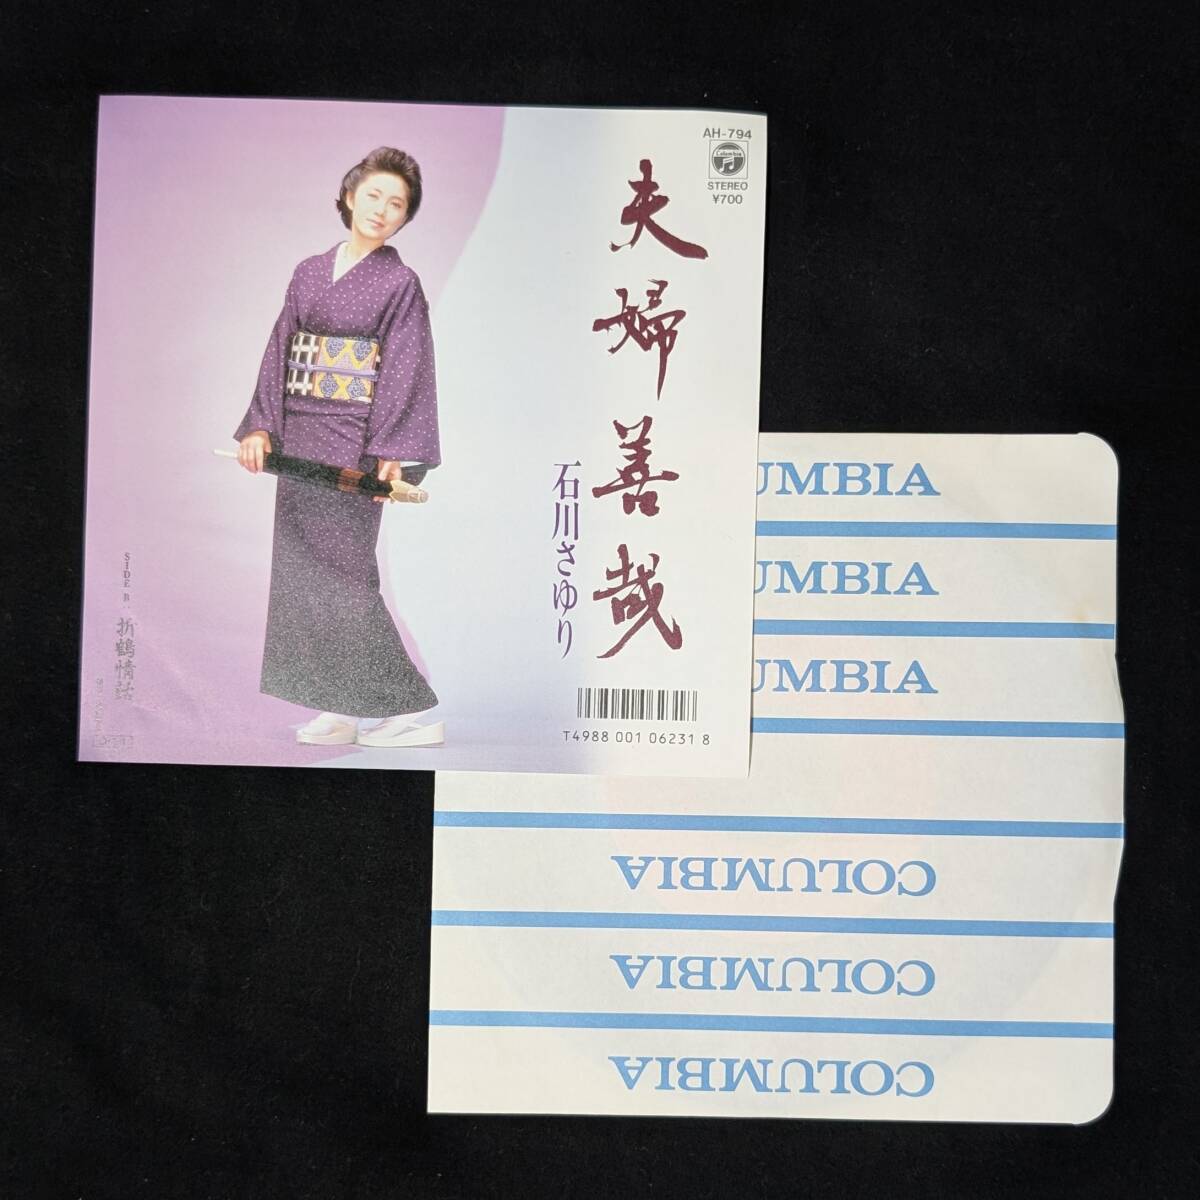 AH-794
Columbia
STEREO
¥700
夫婦善哉
石川さゆり
SIDE B:
折鶴情話
T4988 001 06231 8
UMBIA
UMBIA
UMBIA
COLUMBIA
COLUMBIA
COLUMBIA